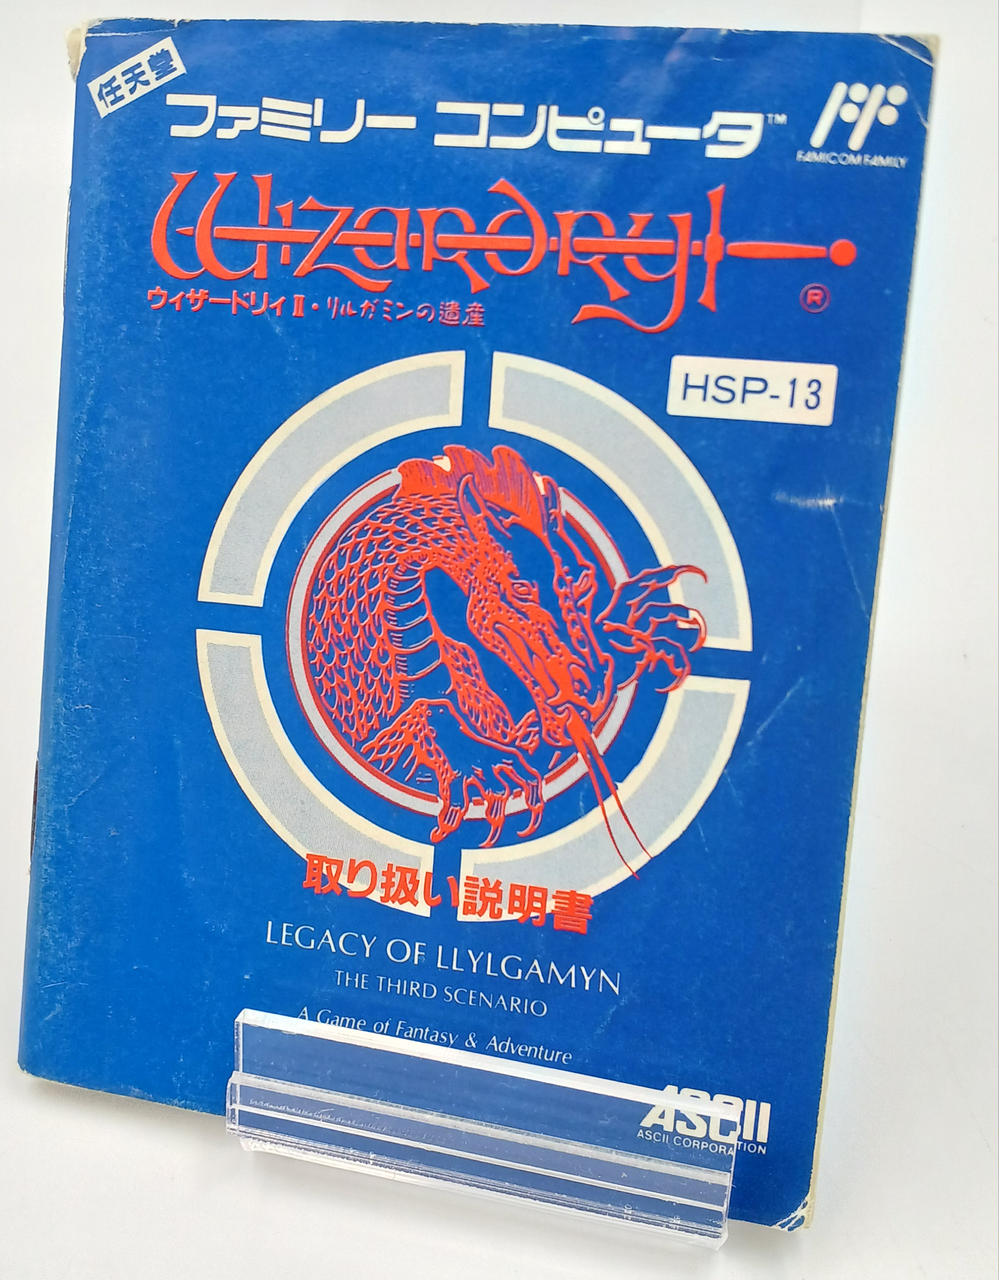 任天堂
ファミリー コンピュータ™
FAMICOM FAMILY
Wizardry
®
ウィザードリィⅡ・リルガミンの遺産
HSP-13
取り扱い説明書
LEGACY OF LLYLGAMYN
THE THIRD SCENARIO
A Game of Fantasy & Adventure
ASCII
ASCII CORPORATION